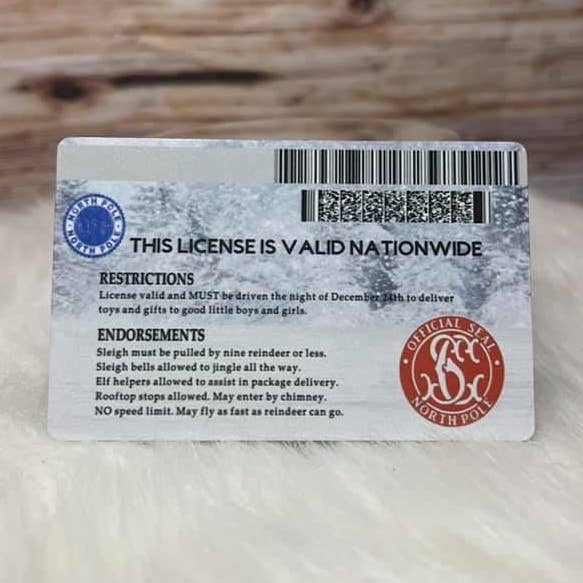 NORTH POLE
NORTH POLE
THIS LICENSE IS VALID NATIONWIDE
RESTRICTIONS
License valid and MUST be driven the night of December 24th to deliver
toys and gifts to good little boys and girls.
ENDORSEMENTS
Sleigh must be pulled by nine reindeer or less.
Sleigh bells allowed to jingle all the way.
Elf helpers allowed to assist in package delivery.
Rooftop stops allowed. May enter by chimney.
NO speed limit. May fly as fast as reindeer can go.
OFFICIAL SEAL
NORTH POLE